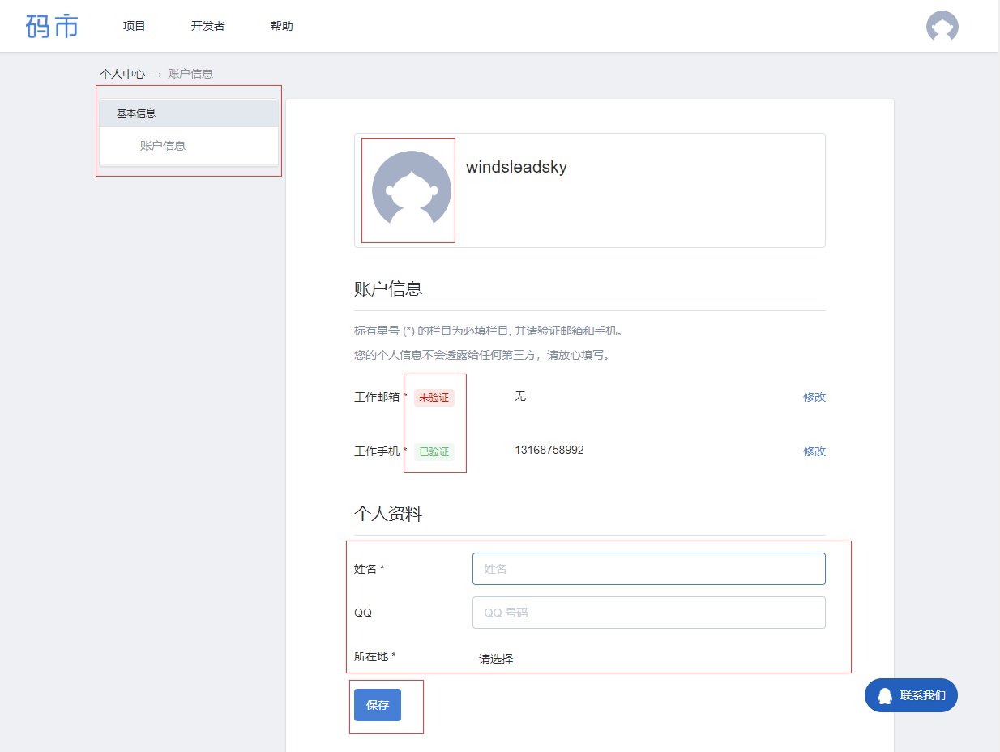 码市 项目 开发者 帮助
个人中心 → 账户信息
基本信息
账户信息
windsleadsky
账户信息
标有星号 (*) 的栏目为必填栏目, 并请验证邮箱和手机。
您的个人信息不会透露给任何第三方，请放心填写。
工作邮箱 * 未验证 无 修改
工作手机 * 已验证 13168758992 修改
个人资料
姓名 * 姓名
QQ QQ 号码
所在地 * 请选择
保存
联系我们